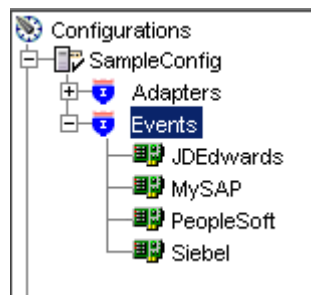 Configurations
SampleConfig
Adapters
Events
JDEdwards
MySAP
PeopleSoft
Siebel